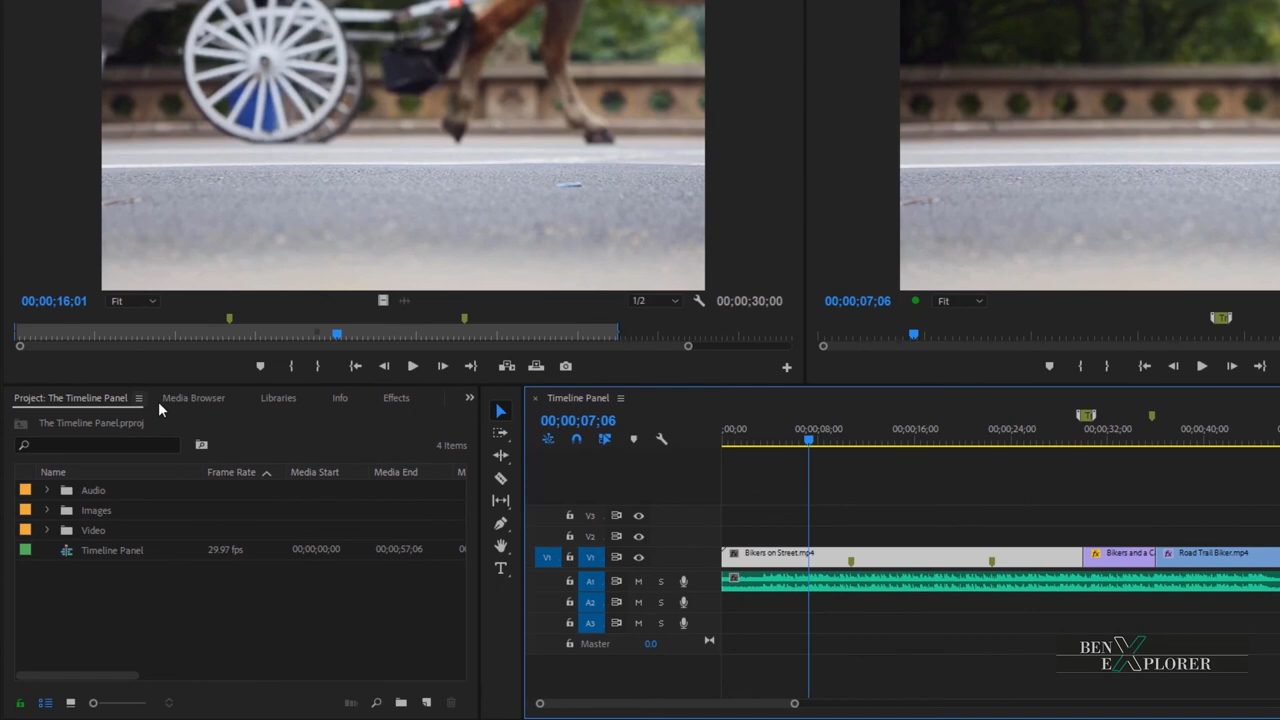 00;00;16;01
Fit
1/2
00;00;30;00
00;00;07;06
Fit
Project: The Timeline Panel
Media Browser
Libraries
Info
Effects
The Timeline Panel.prproj
4 Items
Name
Frame Rate
Media Start
Media End
M
Audio
Images
Video
Timeline Panel
29.97 fps
00;00;00;00
00;00;57;06
00
Timeline Panel
00;00;07;06
;00;00
00;00;08;00
00;00;16;00
00;00;24;00
00;00;32;00
00;00;40;00
V3
V2
V1
V1
Bikers on Street.mp4
Bikers and a C
Road Trail Biker.mp4
A1
M
S
A2
M
S
A3
M
S
Master
0.0
BEN
EXPLORER